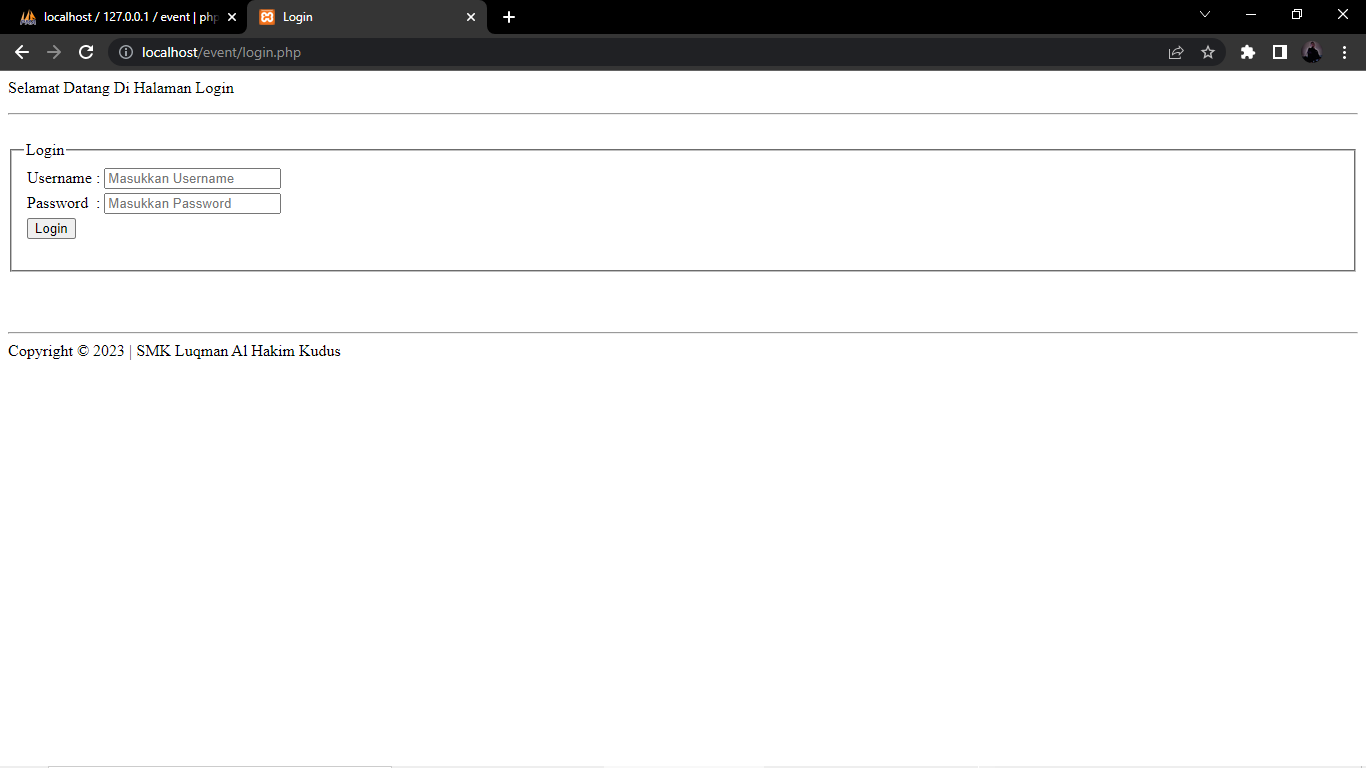 localhost / 127.0.0.1 / event | php
Login
localhost/event/login.php
Selamat Datang Di Halaman Login
Login
Username : Masukkan Username
Password : Masukkan Password
Login
Copyright © 2023 | SMK Luqman Al Hakim Kudus